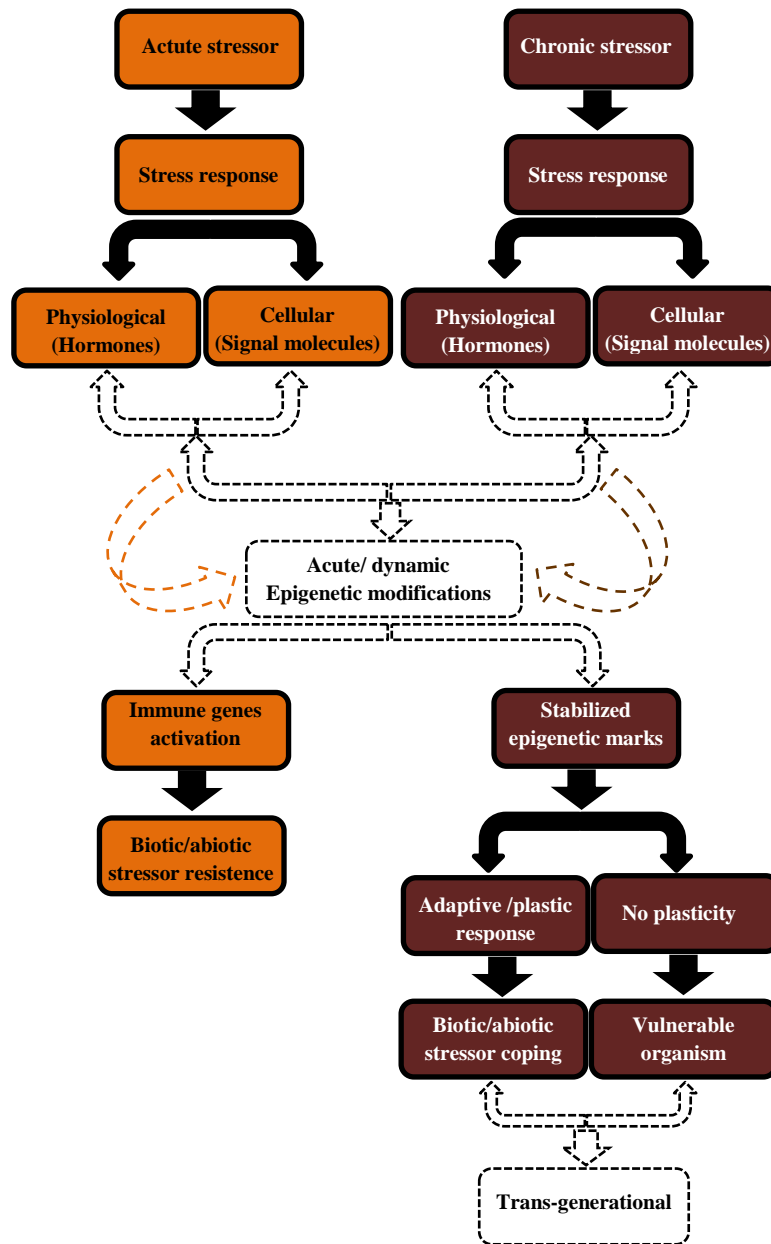 Actute stressor
Chronic stressor
Stress response
Stress response
Physiological
(Hormones)
Cellular
(Signal molecules)
Physiological
(Hormones)
Cellular
(Signal molecules)
Acute/ dynamic
Epigenetic modifications
Immune genes
activation
Stabilized
epigenetic marks
Biotic/abiotic
stressor resistence
Adaptive /plastic
response
No plasticity
Biotic/abiotic
stressor coping
Vulnerable
organism
Trans-generational